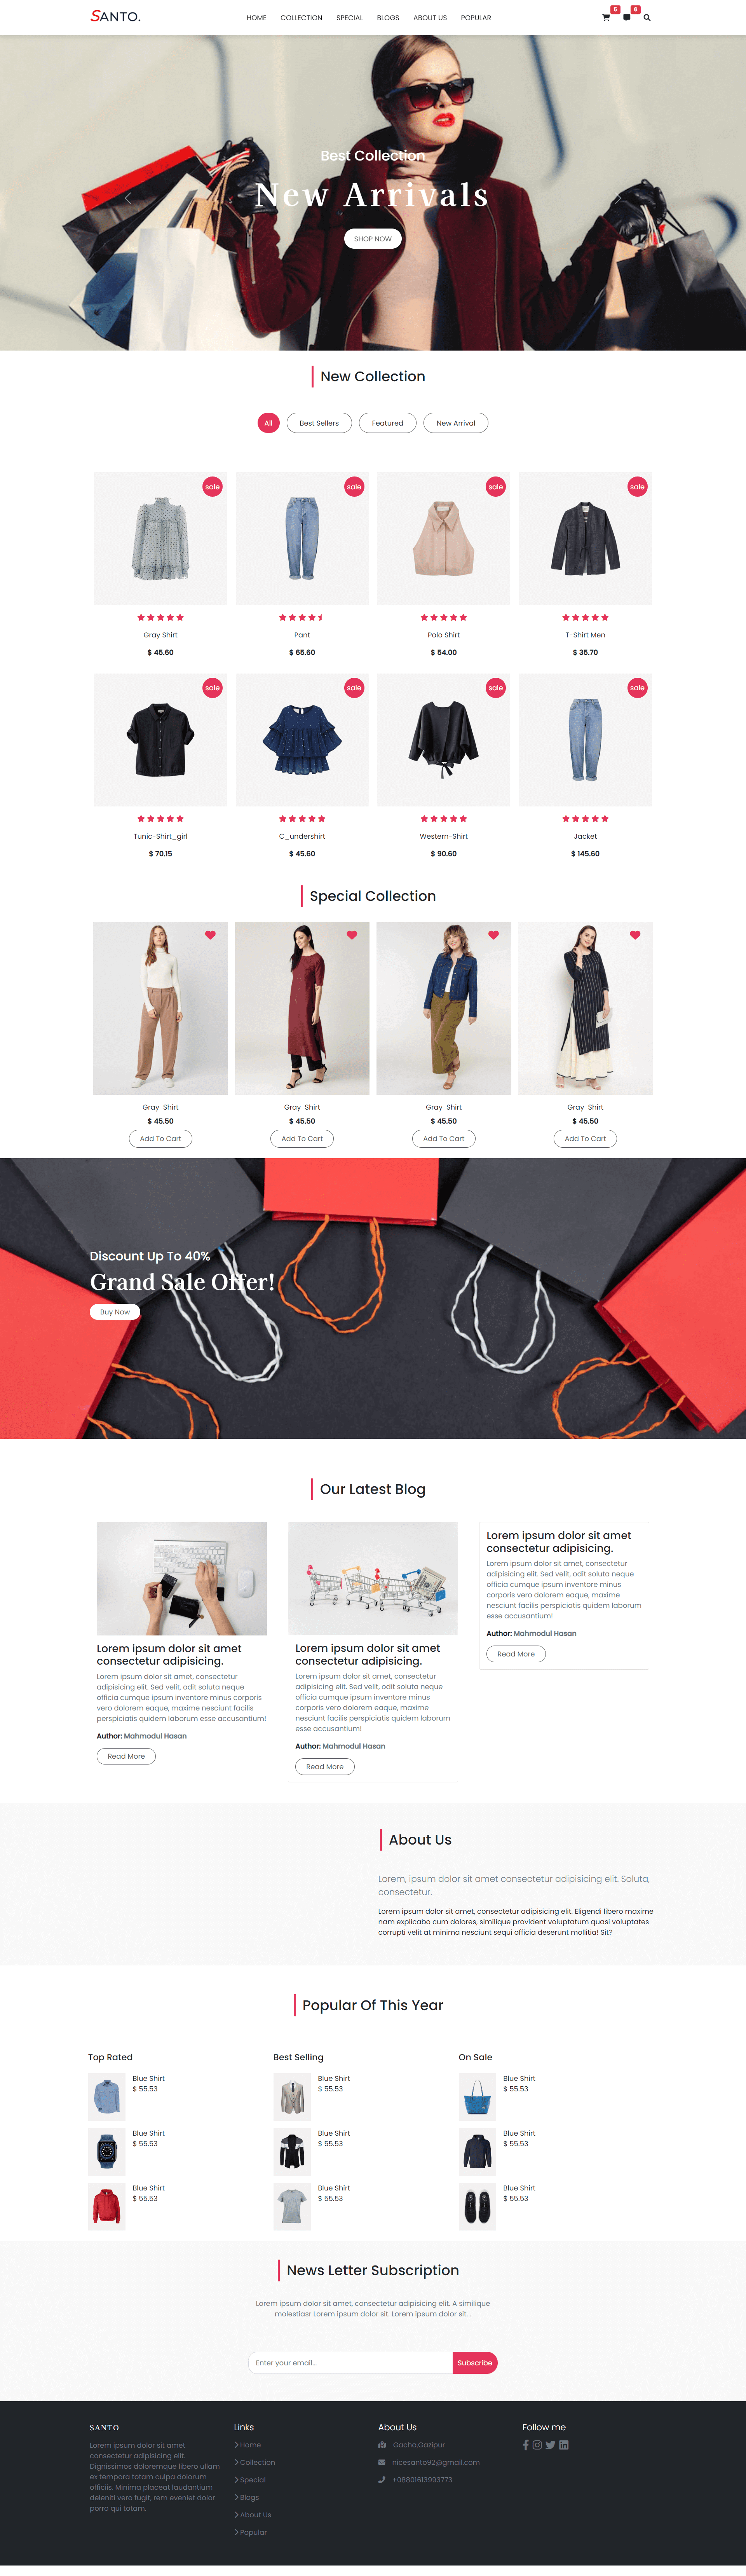 SANTO.
HOME COLLECTION SPECIAL BLOGS ABOUT US POPULAR
5 6
Best Collection
New Arrivals
SHOP NOW
New Collection
All Best Sellers Featured New Arrival
sale sale sale sale
Gray Shirt Pant Polo Shirt T-Shirt Men
$ 45.60 $ 65.60 $ 54.00 $ 35.70
sale sale sale sale
Tunic-Shirt_girl C_undershirt Western-Shirt Jacket
$ 70.15 $ 45.60 $ 90.60 $ 145.60
Special Collection
Gray-Shirt Gray-Shirt Gray-Shirt Gray-Shirt
$ 45.50 $ 45.50 $ 45.50 $ 45.50
Add To Cart Add To Cart Add To Cart Add To Cart
Discount Up To 40%
Grand Sale Offer!
Buy Now
Our Latest Blog
Lorem ipsum dolor sit amet
consectetur adipisicing.
Lorem ipsum dolor sit amet, consectetur
adipisicing elit. Sed velit, odit soluta neque
officia cumque ipsum inventore minus corporis
vero dolorem eaque, maxime nesciunt facilis
perspiciatis quidem laborum esse accusantium!
Author: Mahmodul Hasan
Read More
Lorem ipsum dolor sit amet
consectetur adipisicing.
Lorem ipsum dolor sit amet, consectetur
adipisicing elit. Sed velit, odit soluta neque
officia cumque ipsum inventore minus
corporis vero dolorem eaque, maxime
nesciunt facilis perspiciatis quidem laborum
esse accusantium!
Author: Mahmodul Hasan
Read More
Lorem ipsum dolor sit amet
consectetur adipisicing.
Lorem ipsum dolor sit amet, consectetur
adipisicing elit. Sed velit, odit soluta neque
officia cumque ipsum inventore minus
corporis vero dolorem eaque, maxime
nesciunt facilis perspiciatis quidem laborum
esse accusantium!
Author: Mahmodul Hasan
Read More
About Us
Lorem, ipsum dolor sit amet consectetur adipisicing elit. Soluta,
consectetur.
Lorem ipsum dolor sit amet, consectetur adipisicing elit. Eligendi libero maxime
nam explicabo cum dolores, similique provident voluptatum quasi voluptates
corrupti velit at minima nesciunt sequi officia deserunt mollitia! Sit?
Popular Of This Year
Top Rated
Blue Shirt
$ 55.53
Blue Shirt
$ 55.53
Blue Shirt
$ 55.53
Best Selling
Blue Shirt
$ 55.53
Blue Shirt
$ 55.53
Blue Shirt
$ 55.53
On Sale
Blue Shirt
$ 55.53
Blue Shirt
$ 55.53
Blue Shirt
$ 55.53
News Letter Subscription
Lorem ipsum dolor sit amet, consectetur adipisicing elit. A similique
molestiasr Lorem ipsum dolor sit. Lorem ipsum dolor sit. .
Enter your email... Subscribe
SANTO
Lorem ipsum dolor sit amet
consectetur adipisicing elit.
Dignissimos doloremque libero ullam
ex tempora totam culpa dolorum
officiis. Minima placeat laudantium
deleniti vero fugit, rem eveniet dolor
porro qui totam.
Links
Home
Collection
Special
Blogs
About Us
Popular
About Us
Gacha,Gazipur
nicesanto92@gmail.com
+08801613993773
Follow me